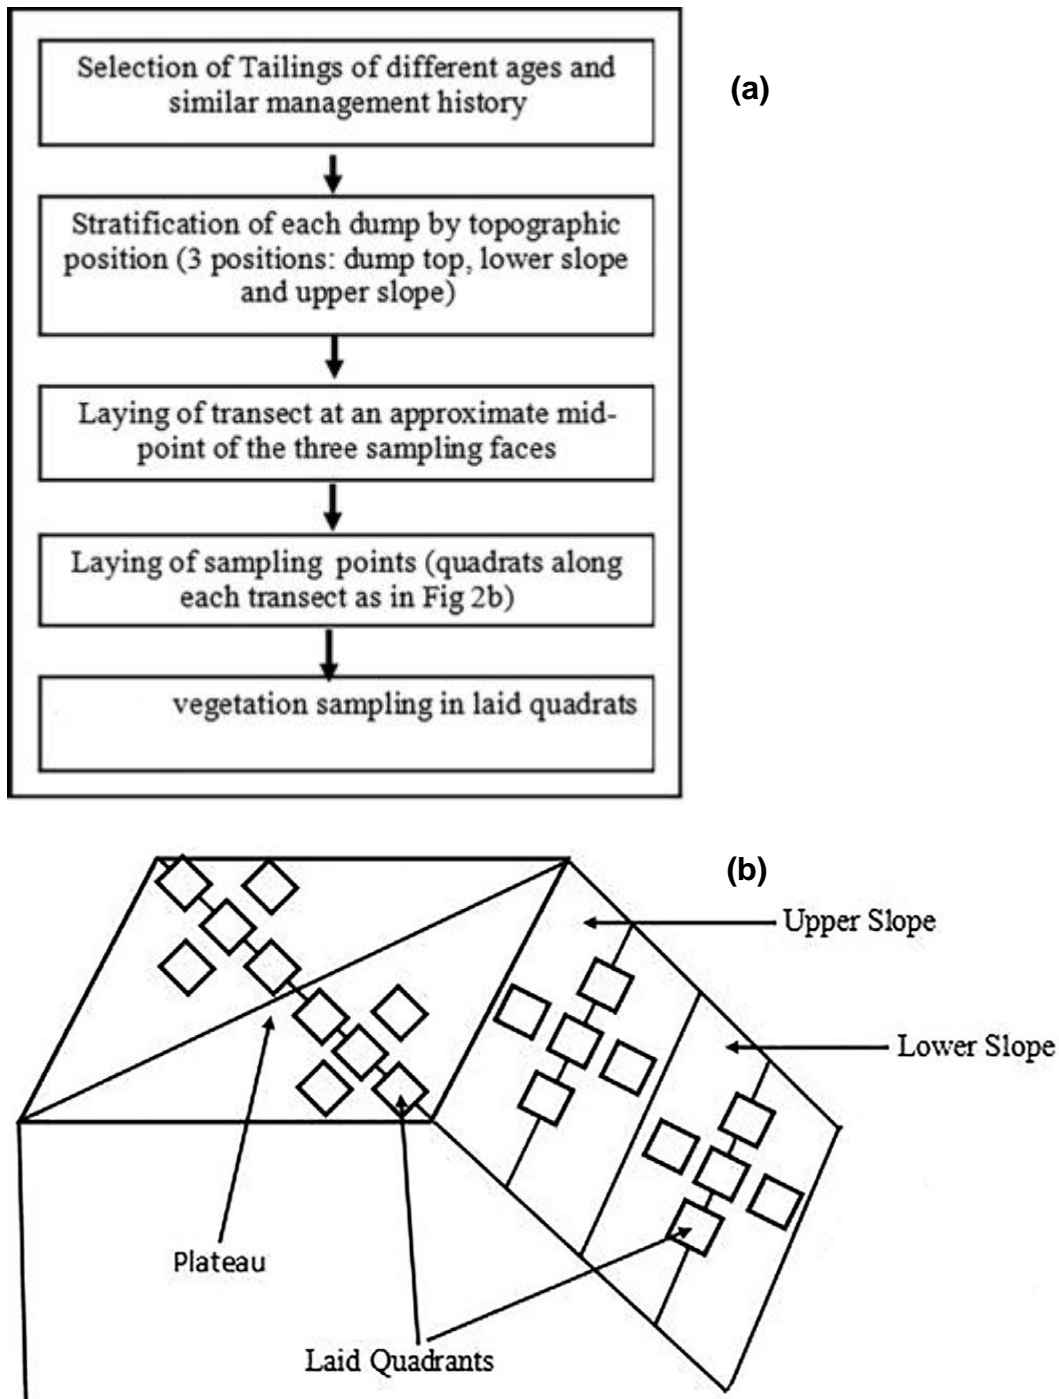 Selection of Tailings of different ages and
similar management history
(a)
Stratification of each dump by topographic
position (3 positions: dump top, lower slope
and upper slope)
Laying of transect at an approximate mid-
point of the three sampling faces
Laying of sampling points (quadrats along
each transect as in Fig 2b)
vegetation sampling in laid quadrats
(b)
Upper Slope
Lower Slope
Plateau
Laid Quadrants